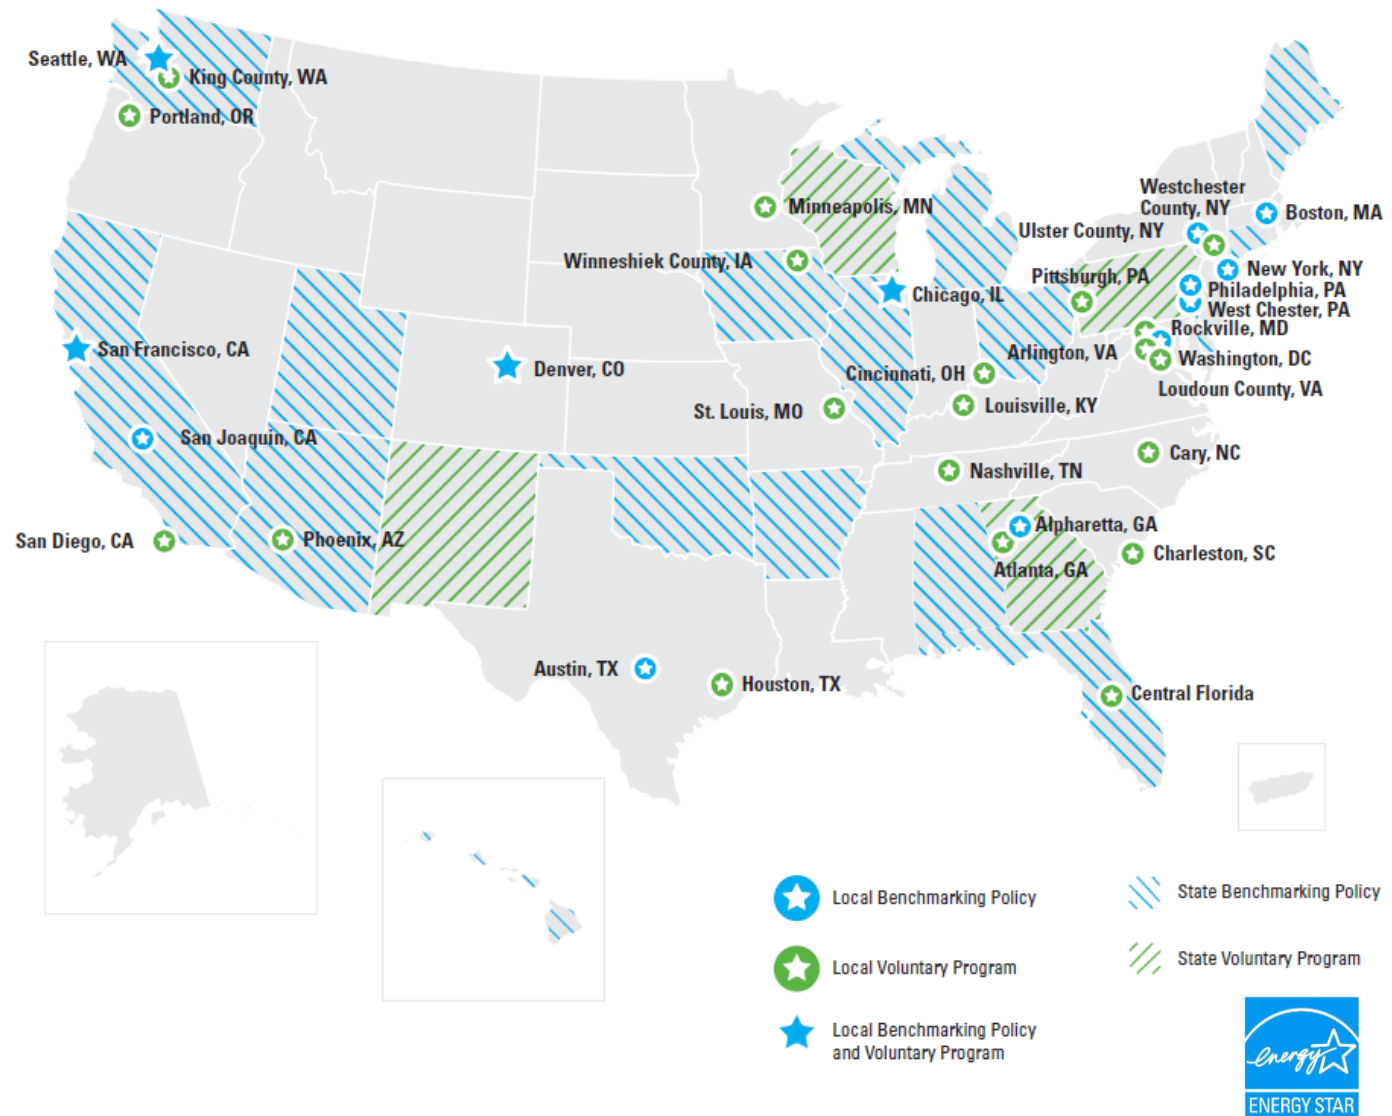 Seattle, WA
King County, WA
Portland, OR
Westchester
County, NY
Minneapolis, MN
Boston, MA
Ulster County, NY
Winneshiek County, IA
New York, NY
Pittsburgh, PA
Philadelphia, PA
Chicago, IL
West Chester, PA
Rockville, MD
San Francisco, CA
Arlington, VA
Washington, DC
Denver, CO
Cincinnati, OH
Loudoun County, VA
St. Louis, MO
Louisville, KY
San Joaquin, CA
Cary, NC
Nashville, TN
Alpharetta, GA
San Diego, CA
Phoenix, AZ
Charleston, SC
Atlanta, GA
Austin, TX
Houston, TX
Central Florida
Local Benchmarking Policy
State Benchmarking Policy
Local Voluntary Program
State Voluntary Program
Local Benchmarking Policy
and Voluntary Program
energy
ENERGY STAR